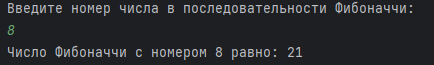 Введите номер числа в последовательности Фибоначчи:
8
Число Фибоначчи с номером 8 равно: 21